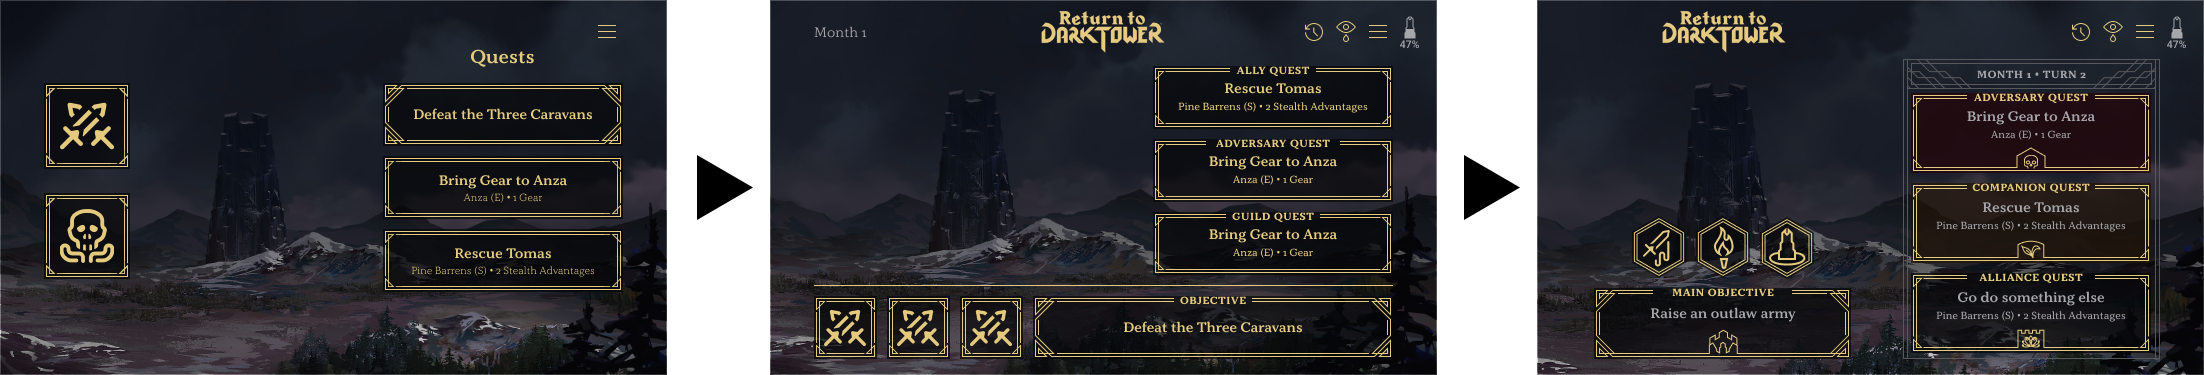 Quests
Defeat the Three Caravans
Bring Gear to Anza
Anza (E) • 1 Gear
Rescue Tomas
Pine Barrens (S) • 2 Stealth Advantages
Month 1
Return to
DARKTOWER
47%
ALLY QUEST
Rescue Tomas
Pine Barrens (S) • 2 Stealth Advantages
ADVERSARY QUEST
Bring Gear to Anza
Anza (E) • 1 Gear
GUILD QUEST
Bring Gear to Anza
Anza (E) • 1 Gear
OBJECTIVE
Defeat the Three Caravans
Return to
DARKTOWER
47%
MONTH 1 • TURN 2
ADVERSARY QUEST
Bring Gear to Anza
Anza (E) • 1 Gear
COMPANION QUEST
Rescue Tomas
Pine Barrens (S) • 2 Stealth Advantages
ALLIANCE QUEST
Go do something else
Pine Barrens (S) • 2 Stealth Advantages
MAIN OBJECTIVE
Raise an outlaw army